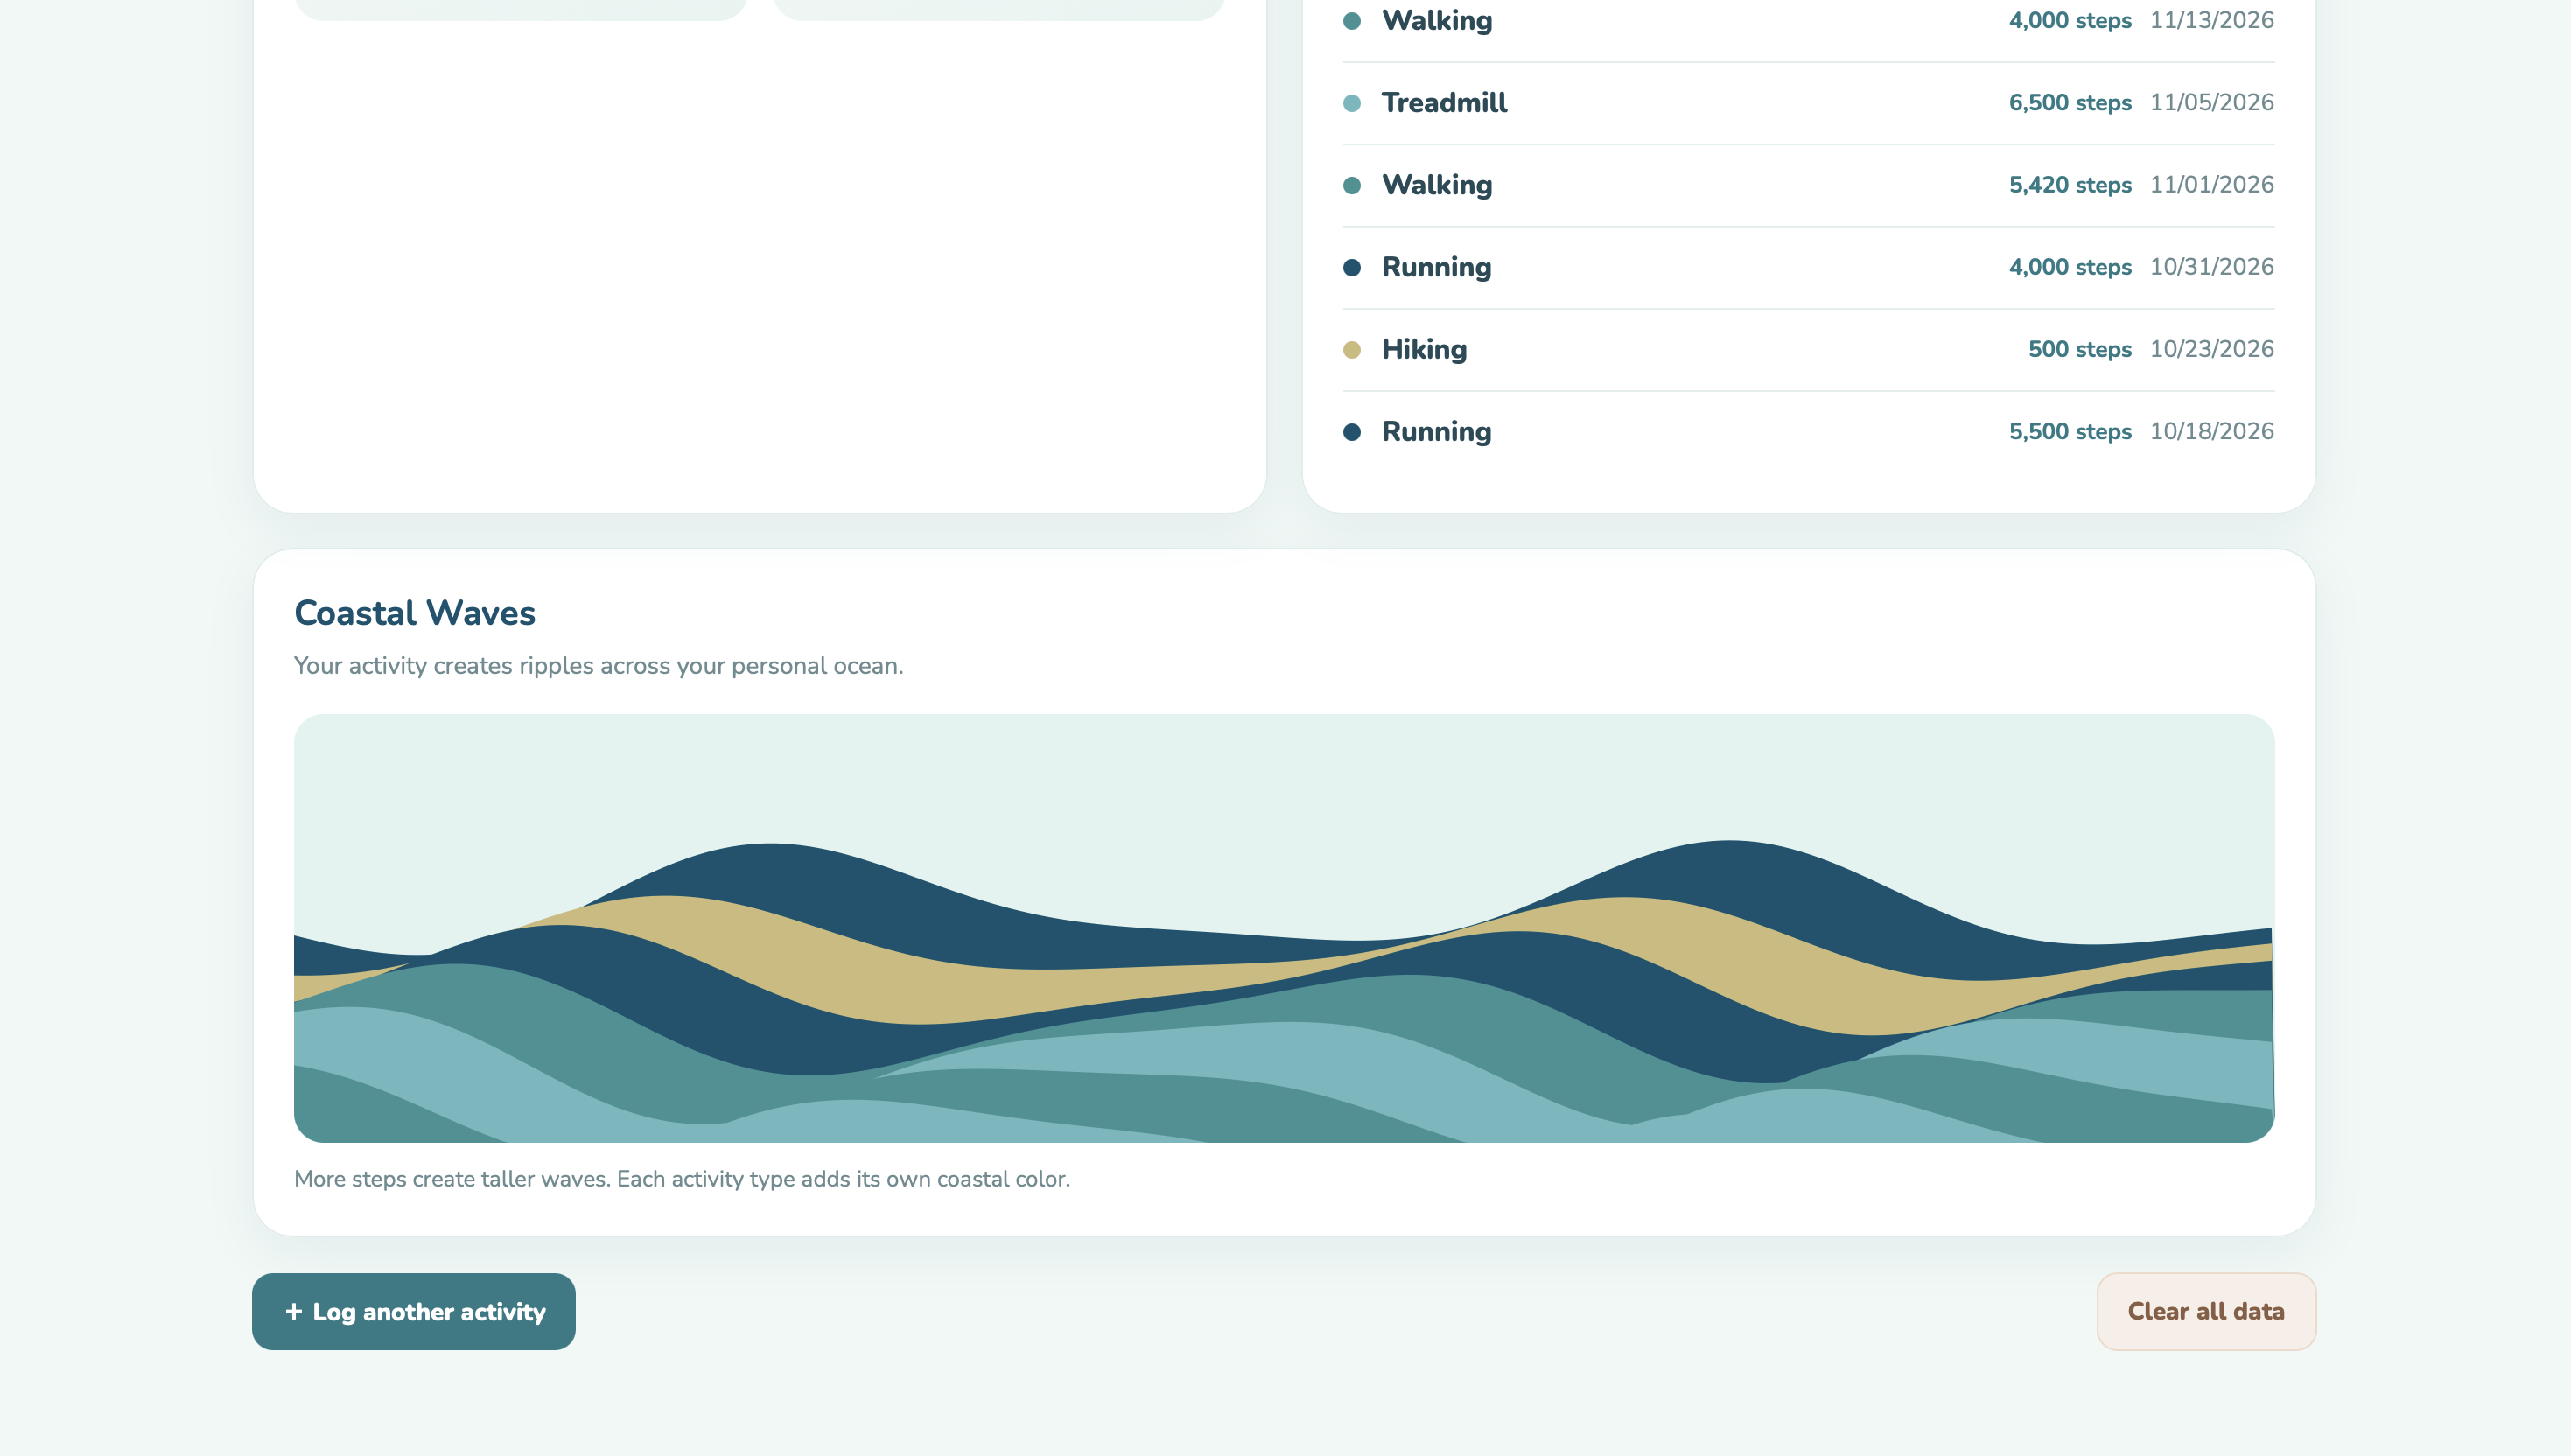 Walking 4,000 steps 11/13/2026
Treadmill 6,500 steps 11/05/2026
Walking 5,420 steps 11/01/2026
Running 4,000 steps 10/31/2026
Hiking 500 steps 10/23/2026
Running 5,500 steps 10/18/2026
Coastal Waves
Your activity creates ripples across your personal ocean.
More steps create taller waves. Each activity type adds its own coastal color.
+ Log another activity
Clear all data